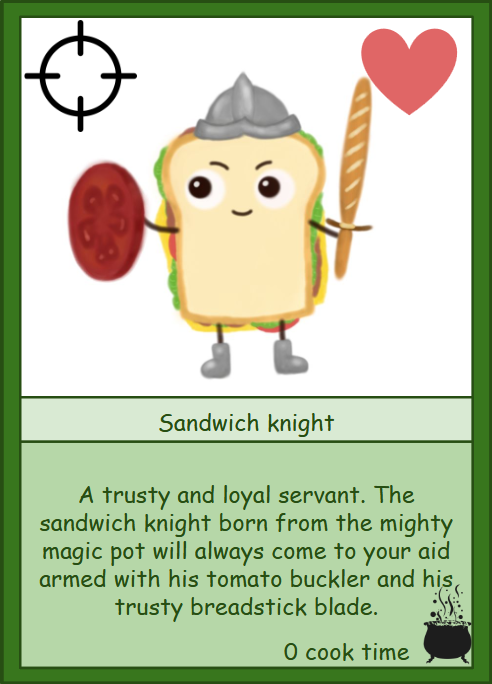 Sandwich knight
A trusty and loyal servant. The
sandwich knight born from the mighty
magic pot will always come to your aid
armed with his tomato buckler and his
trusty breadstick blade.
0 cook time